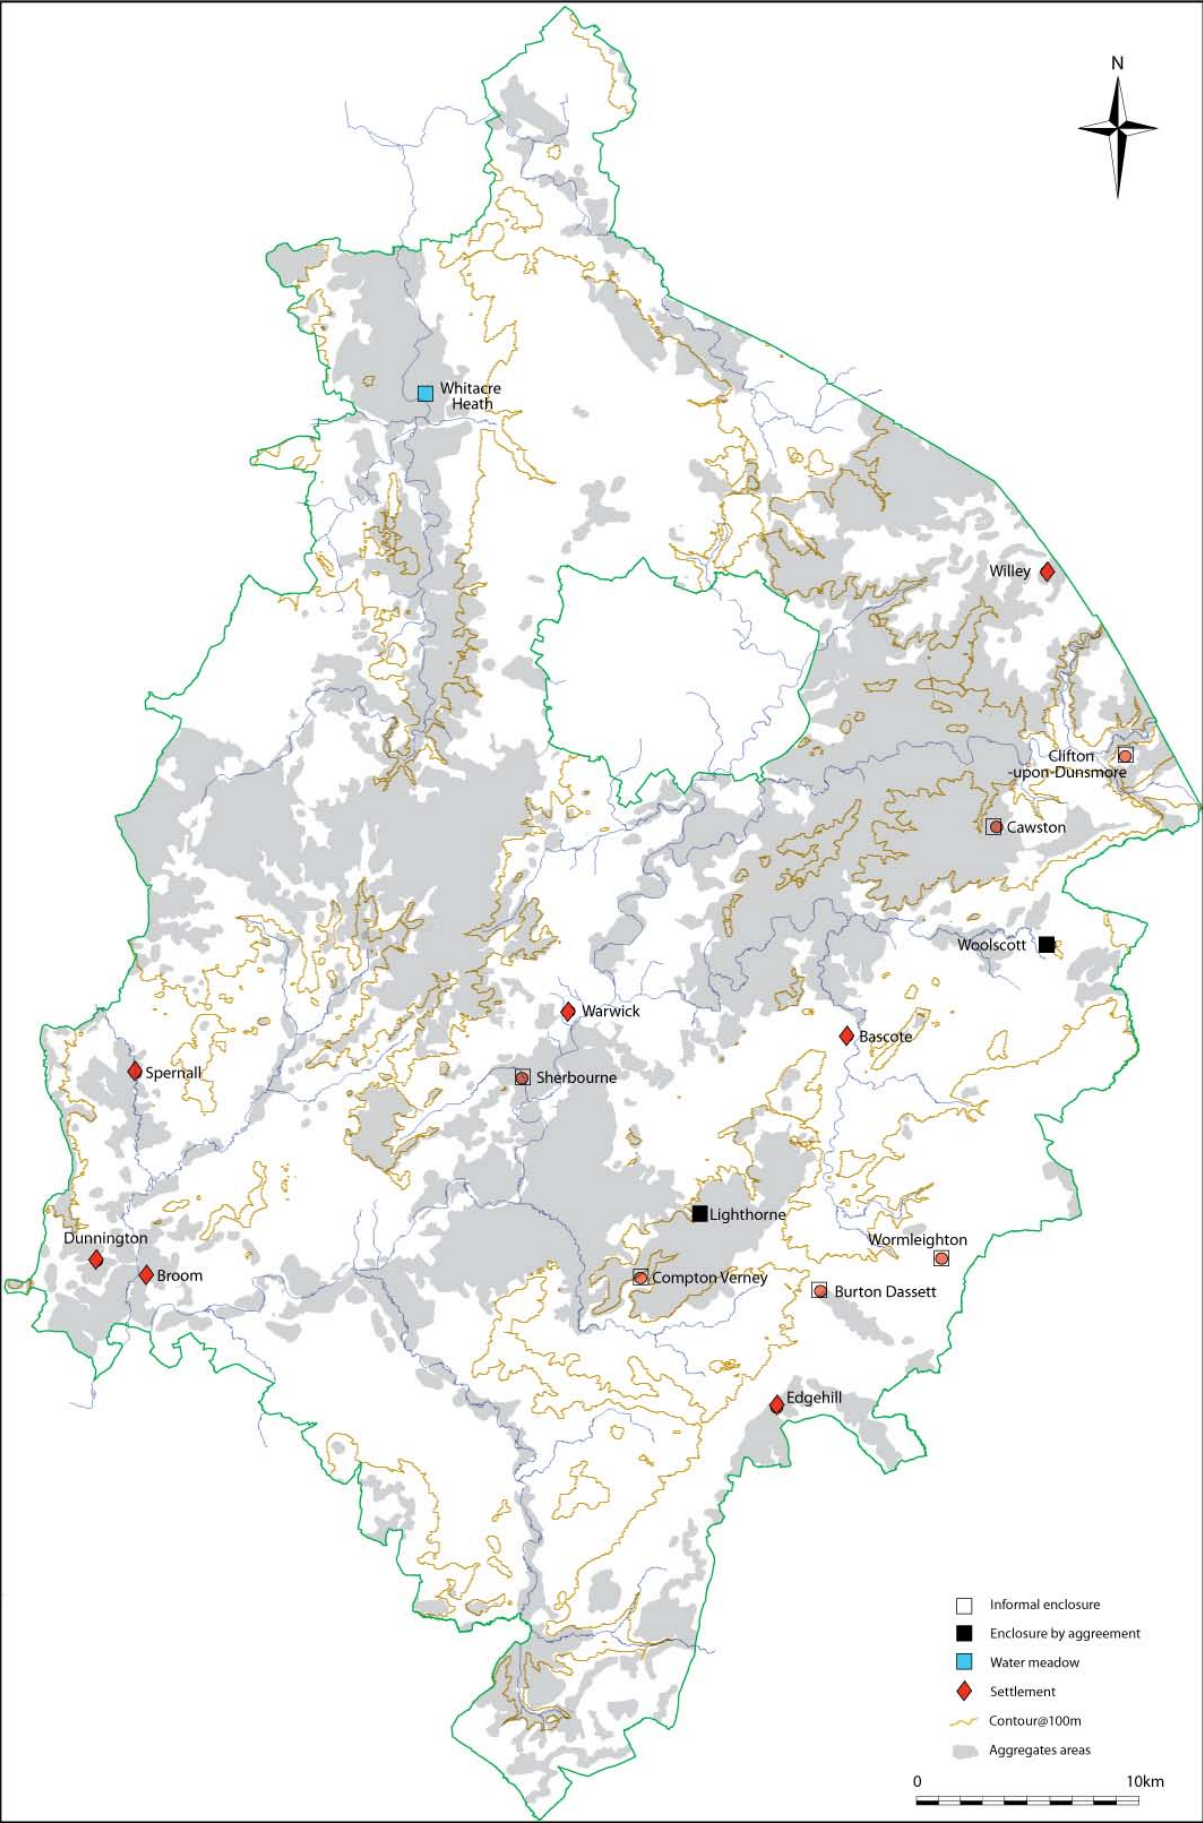 N
Whitacre
Heath
Willey
Clifton
-upon-Dunsmore
Cawston
Woolscott
Warwick
Bascote
Spernall
Sherbourne
Lighthorne
Dunnington
Wormleighton
Broom
Compton Verney
Burton Dassett
Edgehill
Informal enclosure
Enclosure by aggreement
Water meadow
Settlement
Contour@100m
Aggregates areas
0 10km